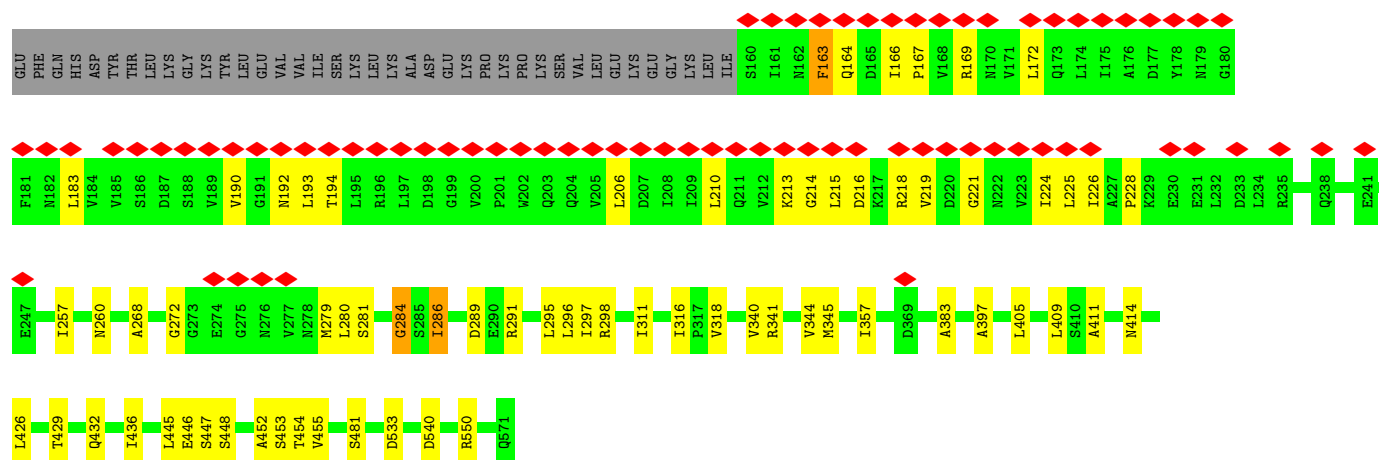 GLU PHE GLN HIS ASP TYR THR LEU LYS GLY LYS TYR LEU GLU VAL VAL ILE SER LYS LEU LYS ALA ASP GLU LYS PRO LYS PRO LYS SER VAL LEU GLU LYS GLU GLY LYS LEU ILE S160 I161 N162 F163 Q164 D165 I166 P167 V168 R169 N170 V171 L172 Q173 L174 I175 A176 D177 Y178 N179 G180
F181 N182 L183 V184 V185 S186 D187 S188 V189 V190 G191 N192 L193 T194 L195 R196 L197 D198 G199 V200 P201 W202 Q203 Q204 V205 L206 D207 I208 I209 L210 Q211 V212 K213 G214 L215 D216 K217 R218 V219 D220 G221 N222 V223 I224 L225 I226 A227 P228 K229 E230 E231 L232 D233 L234 R235 Q238 E241
E247 I257 N260 A268 G272 G273 E274 G275 N276 V277 N278 M279 L280 S281 G284 S285 I286 D289 E290 R291 L295 L296 I297 R298 I311 I316 P317 V318 V340 R341 V344 M345 I357 D369 A383 A397 L405 L409 S410 A411 N414
L426 T429 Q432 I436 L445 E446 S447 S448 A452 S453 T454 V455 S481 D533 D540 R550 Q571